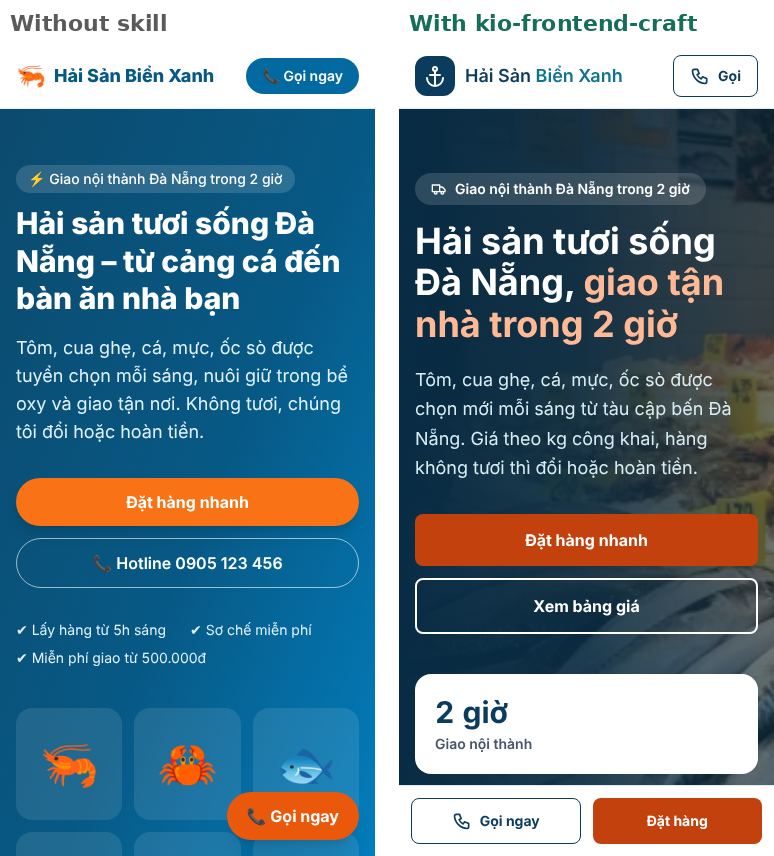 Without skill
Hải Sản Biển Xanh
Gọi ngay
Giao nội thành Đà Nẵng trong 2 giờ
Hải sản tươi sống Đà
Nẵng – từ cảng cá đến
bàn ăn nhà bạn
Tôm, cua ghẹ, cá, mực, ốc sò được
tuyển chọn mỗi sáng, nuôi giữ trong bể
oxy và giao tận nơi. Không tươi, chúng
tôi đổi hoặc hoàn tiền.
Đặt hàng nhanh
Hotline 0905 123 456
✔ Lấy hàng từ 5h sáng ✔ Sơ chế miễn phí
✔ Miễn phí giao từ 500.000đ
Gọi ngay
With kio-frontend-craft
Hải Sản Biển Xanh
Gọi
Giao nội thành Đà Nẵng trong 2 giờ
Hải sản tươi sống
Đà Nẵng, giao tận
nhà trong 2 giờ
Tôm, cua ghẹ, cá, mực, ốc sò được
chọn mới mỗi sáng từ tàu cập bến Đà
Nẵng. Giá theo kg công khai, hàng
không tươi thì đổi hoặc hoàn tiền.
Đặt hàng nhanh
Xem bảng giá
2 giờ
Giao nội thành
Gọi ngay
Đặt hàng